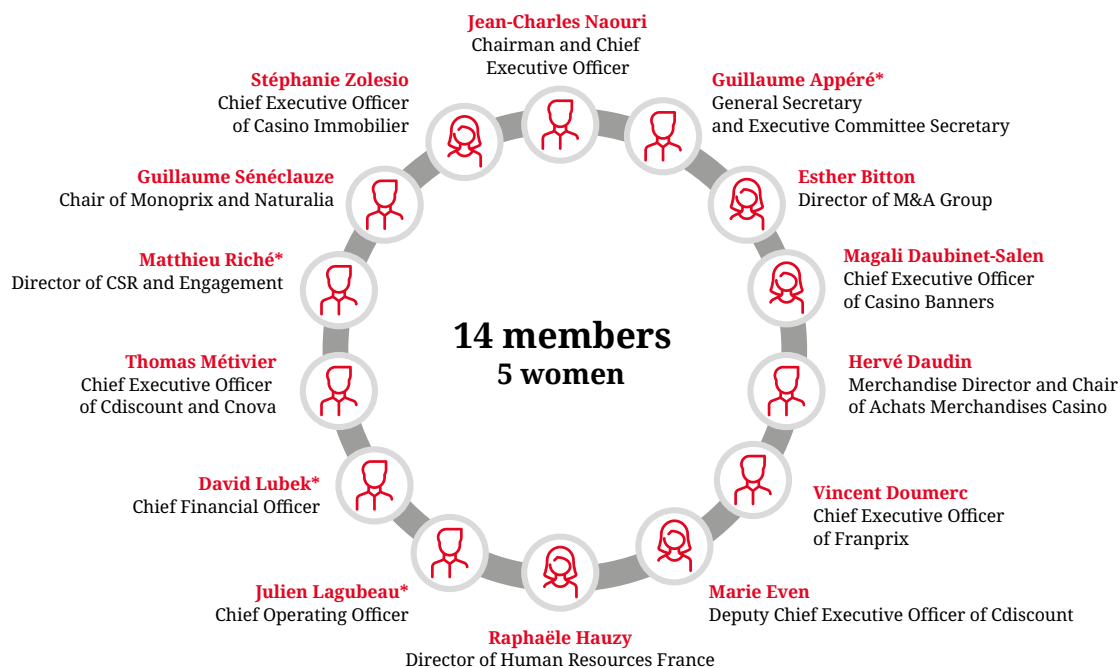 Jean-Charles Naouri
Chairman and Chief
Executive Officer
Guillaume Appéré*
General Secretary
and Executive Committee Secretary
Esther Bitton
Director of M&A Group
Magali Daubinet-Salen
Chief Executive Officer
of Casino Banners
Hervé Daudin
Merchandise Director and Chair
of Achats Merchandises Casino
Vincent Doumerc
Chief Executive Officer
of Franprix
Marie Even
Deputy Chief Executive Officer of Cdiscount
Raphaële Hauzy
Director of Human Resources France
Julien Lagubeau*
Chief Operating Officer
David Lubek*
Chief Financial Officer
Thomas Métivier
Chief Executive Officer
of Cdiscount and Cnova
Matthieu Riché*
Director of CSR and Engagement
Guillaume Sénéclauze
Chair of Monoprix and Naturalia
Stéphanie Zolesio
Chief Executive Officer
of Casino Immobilier
14 members
5 women